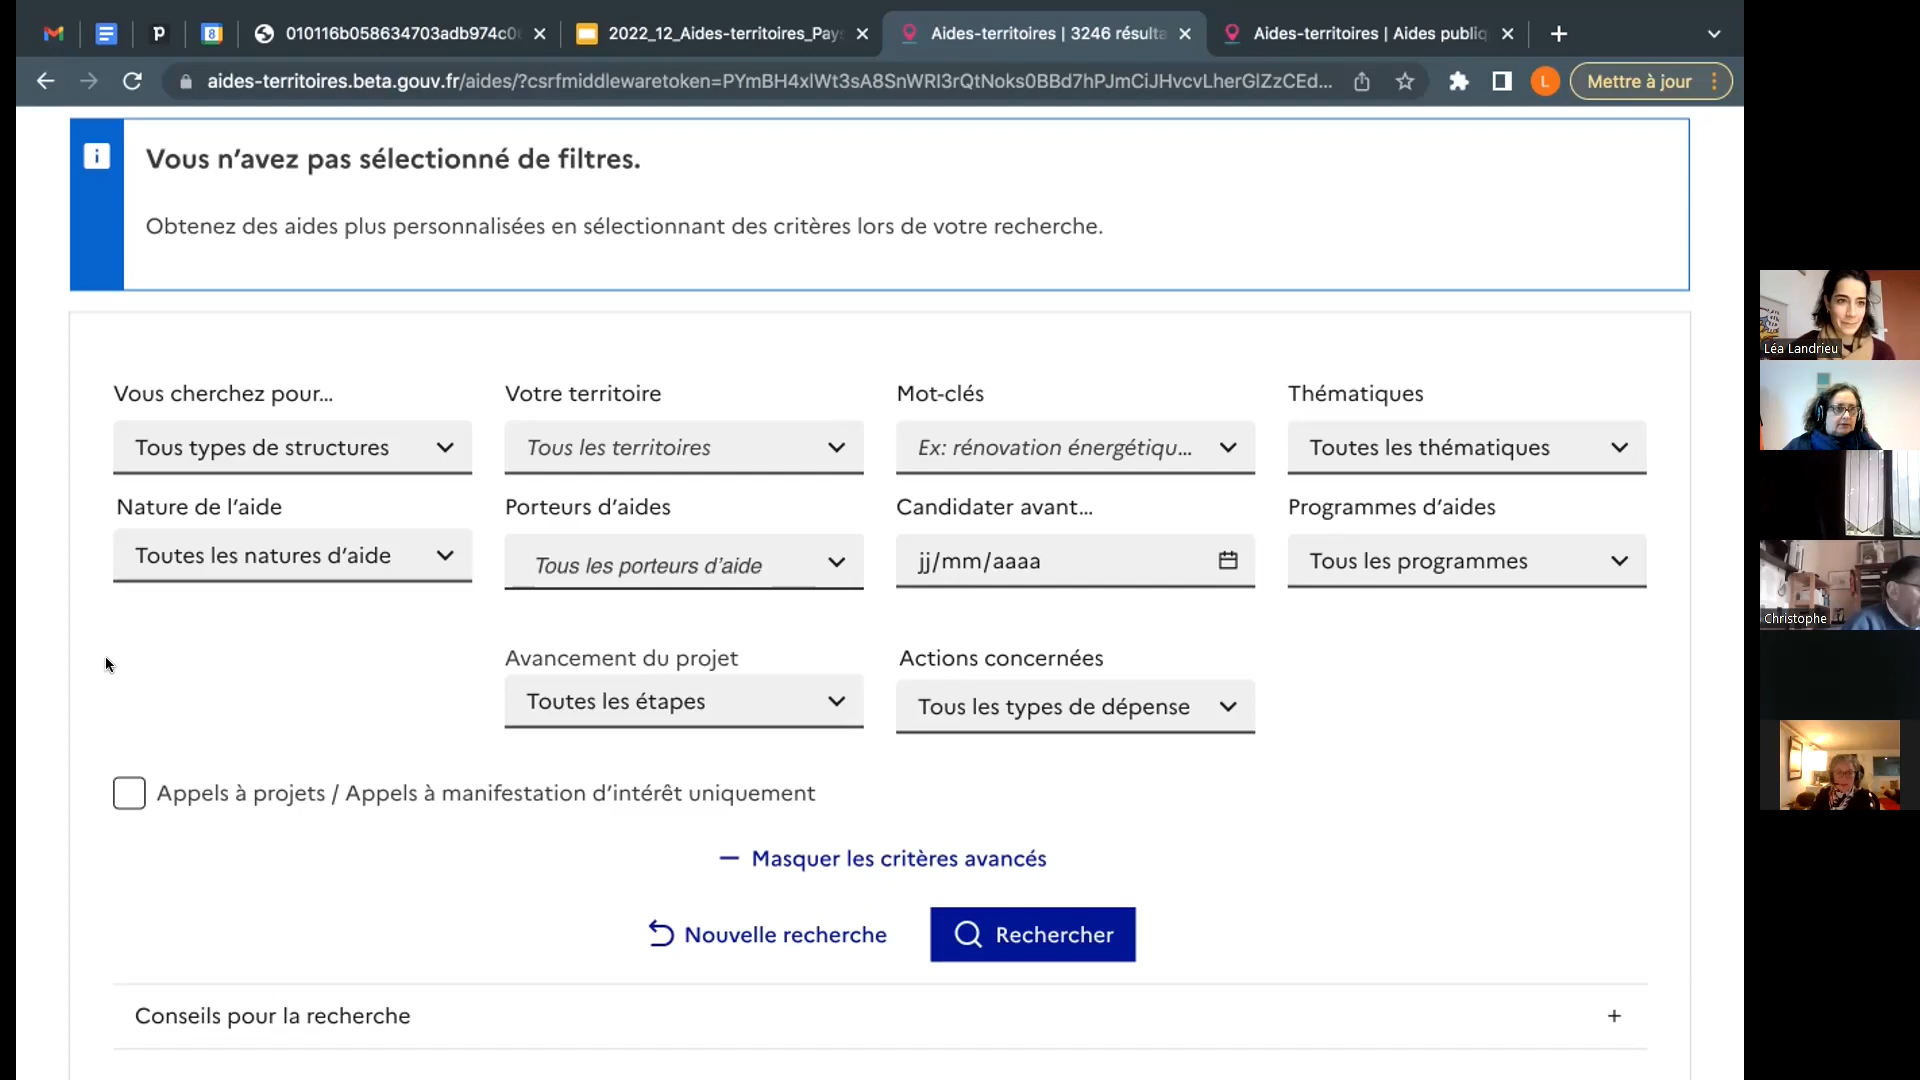 8
010116b058634703adb974c0
2022_12_Aides-territoires_Pay
Aides-territoires | 3246 résulta
Aides-territoires | Aides publiq
aides-territoires.beta.gouv.fr/aides/?csrfmiddlewaretoken=PYmBH4xlWt3sA8SnWRI3rQtNoks0BBd7hPJmCiJHvcvLherGlZzCEd...
L
Mettre à jour
i
Vous n’avez pas sélectionné de filtres.
Obtenez des aides plus personnalisées en sélectionnant des critères lors de votre recherche.
Vous cherchez pour...
Votre territoire
Mot-clés
Thématiques
Tous types de structures
Tous les territoires
Ex: rénovation énergétiqu...
Toutes les thématiques
Nature de l’aide
Porteurs d’aides
Candidater avant...
Programmes d’aides
Toutes les natures d’aide
Tous les porteurs d’aide
jj/mm/aaaa
Tous les programmes
Avancement du projet
Actions concernées
Toutes les étapes
Tous les types de dépense
Appels à projets / Appels à manifestation d’intérêt uniquement
Masquer les critères avancés
Nouvelle recherche
Rechercher
Conseils pour la recherche
Léa Landrieu
Christophe